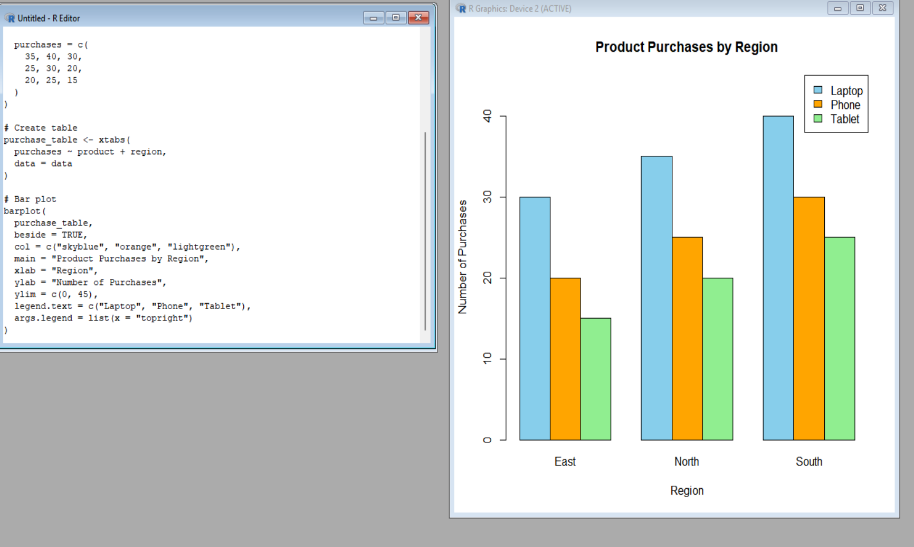 Untitled - R Editor
purchases = c(
35, 40, 30,
25, 30, 20,
20, 25, 15
)
)
# Create table
purchase_table <- xtabs(
purchases ~ product + region,
data = data
)
# Bar plot
barplot(
purchase_table,
beside = TRUE,
col = c("skyblue", "orange", "lightgreen"),
main = "Product Purchases by Region",
xlab = "Region",
ylab = "Number of Purchases",
ylim = c(0, 45),
legend.text = c("Laptop", "Phone", "Tablet"),
args.legend = list(x = "topright")
)
R Graphics: Device 2 (ACTIVE)
Product Purchases by Region
Laptop
Phone
Tablet
Number of Purchases
40
30
20
10
0
East North South
Region